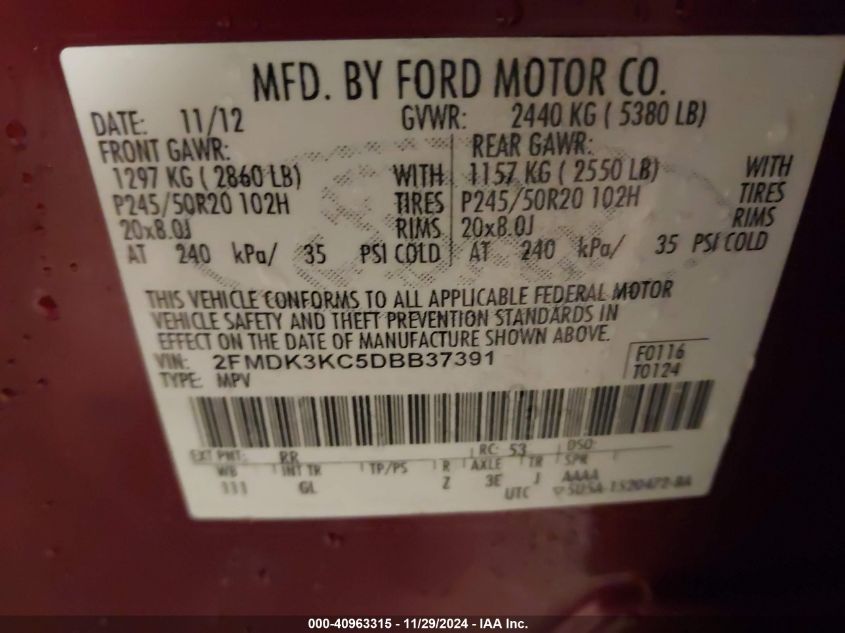 MFD. BY FORD MOTOR CO.
DATE: 11/12 GVWR: 2440 KG ( 5380 LB)
FRONT GAWR: REAR GAWR:
1297 KG ( 2860 LB) WITH 1157 KG ( 2550 LB) WITH
P245/50R20 102H TIRES P245/50R20 102H TIRES
20x8.0J RIMS 20x8.0J RIMS
AT 240 kPa/ 35 PSI COLD AT 240 kPa/ 35 PSI COLD
THIS VEHICLE CONFORMS TO ALL APPLICABLE FEDERAL MOTOR
VEHICLE SAFETY AND THEFT PREVENTION STANDARDS IN
EFFECT ON THE DATE OF MANUFACTURE SHOWN ABOVE.
VIN: 2FMDK3KC5DBB37391 F0116
TYPE: MPV T0124
EXT PNT: RR RC: 53 DSO:
WB INT TR TP/PS R AXLE TR SPR
GL Z 3E J AAAA
UTC
000-40963315 - 11/29/2024 - IAA Inc.